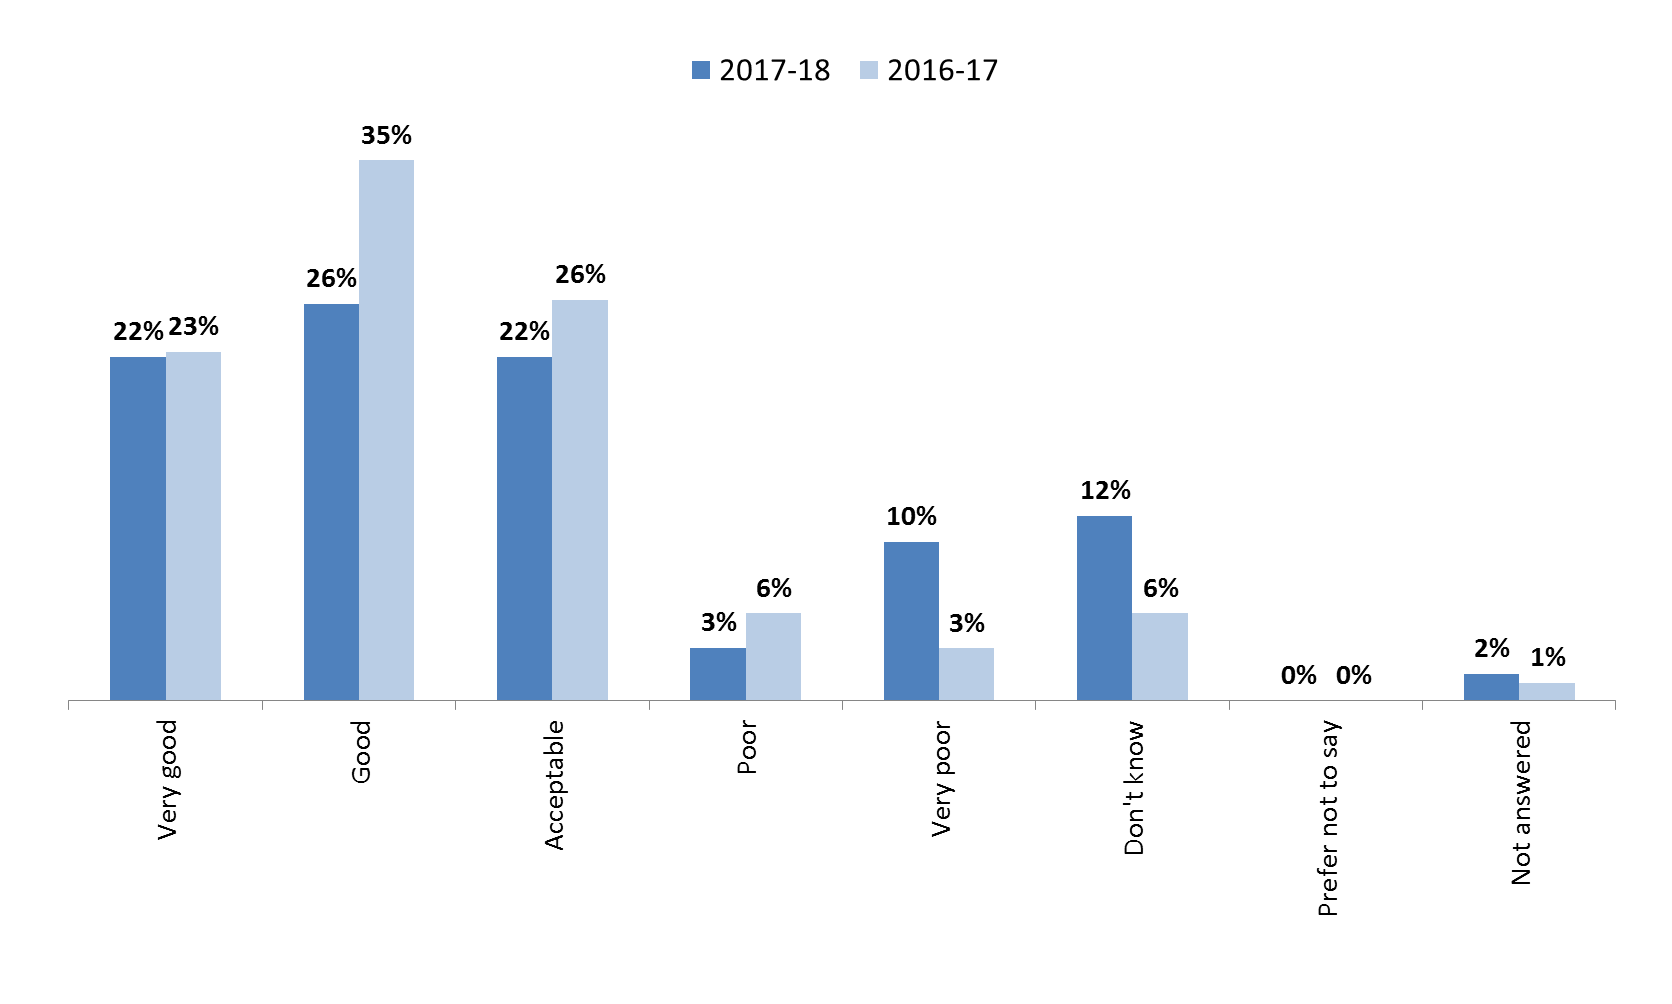 2017-18 2016-17
22% 23% 26% 35% 22% 26% 3% 6% 10% 3% 12% 6% 0% 0% 2% 1%
Very good
Good
Acceptable
Poor
Very poor
Don't know
Prefer not to say
Not answered